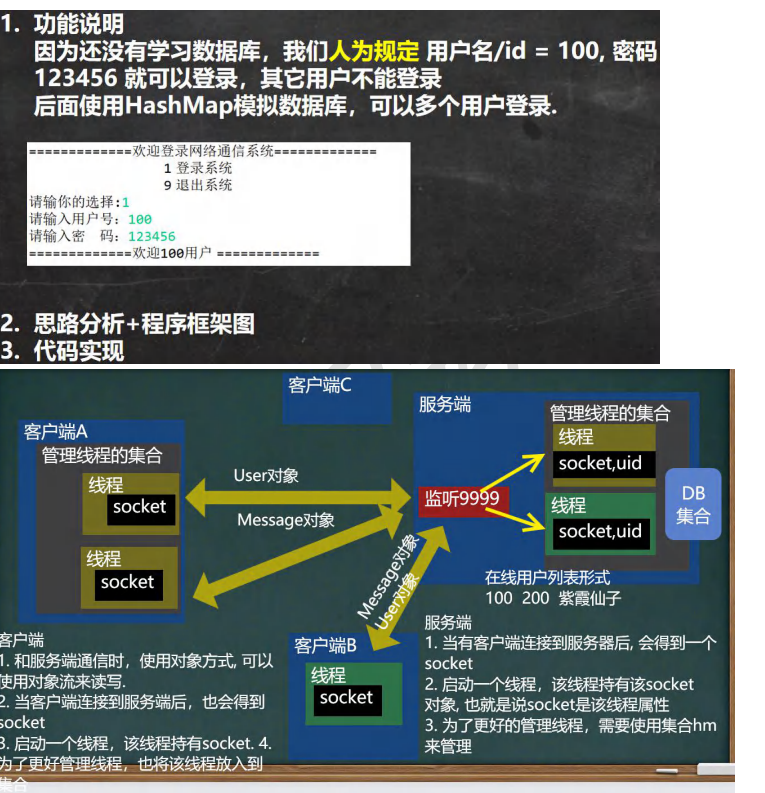 1. 功能说明
因为还没有学习数据库，我们人为规定 用户名/id = 100, 密码
123456 就可以登录，其它用户不能登录
后面使用HashMap模拟数据库，可以多个用户登录.
=============欢迎登录网络通信系统=============
1 登录系统
9 退出系统
请输你的选择:1
请输入用户号: 100
请输入密 码: 123456
=============欢迎100用户 =============
2. 思路分析+程序框架图
3. 代码实现
客户端C
服务端
管理线程的集合
线程
socket,uid
线程
socket,uid
DB
集合
监听9999
客户端A
管理线程的集合
线程
socket
线程
socket
User对象
Message对象
Message对象
User对象
在线用户列表形式
100 200 紫霞仙子
客户端B
线程
socket
客户端
1. 和服务端通信时，使用对象方式, 可以
使用对象流来读写.
2. 当客户端连接到服务端后，也会得到
socket
3. 启动一个线程，该线程持有socket. 4.
为了更好管理线程，也将该线程放入到
集合
服务端
1. 当有客户端连接到服务器后, 会得到一个
socket
2. 启动一个线程，该线程持有该socket
对象, 也就是说socket是该线程属性
3. 为了更好的管理线程，需要使用集合hm
来管理